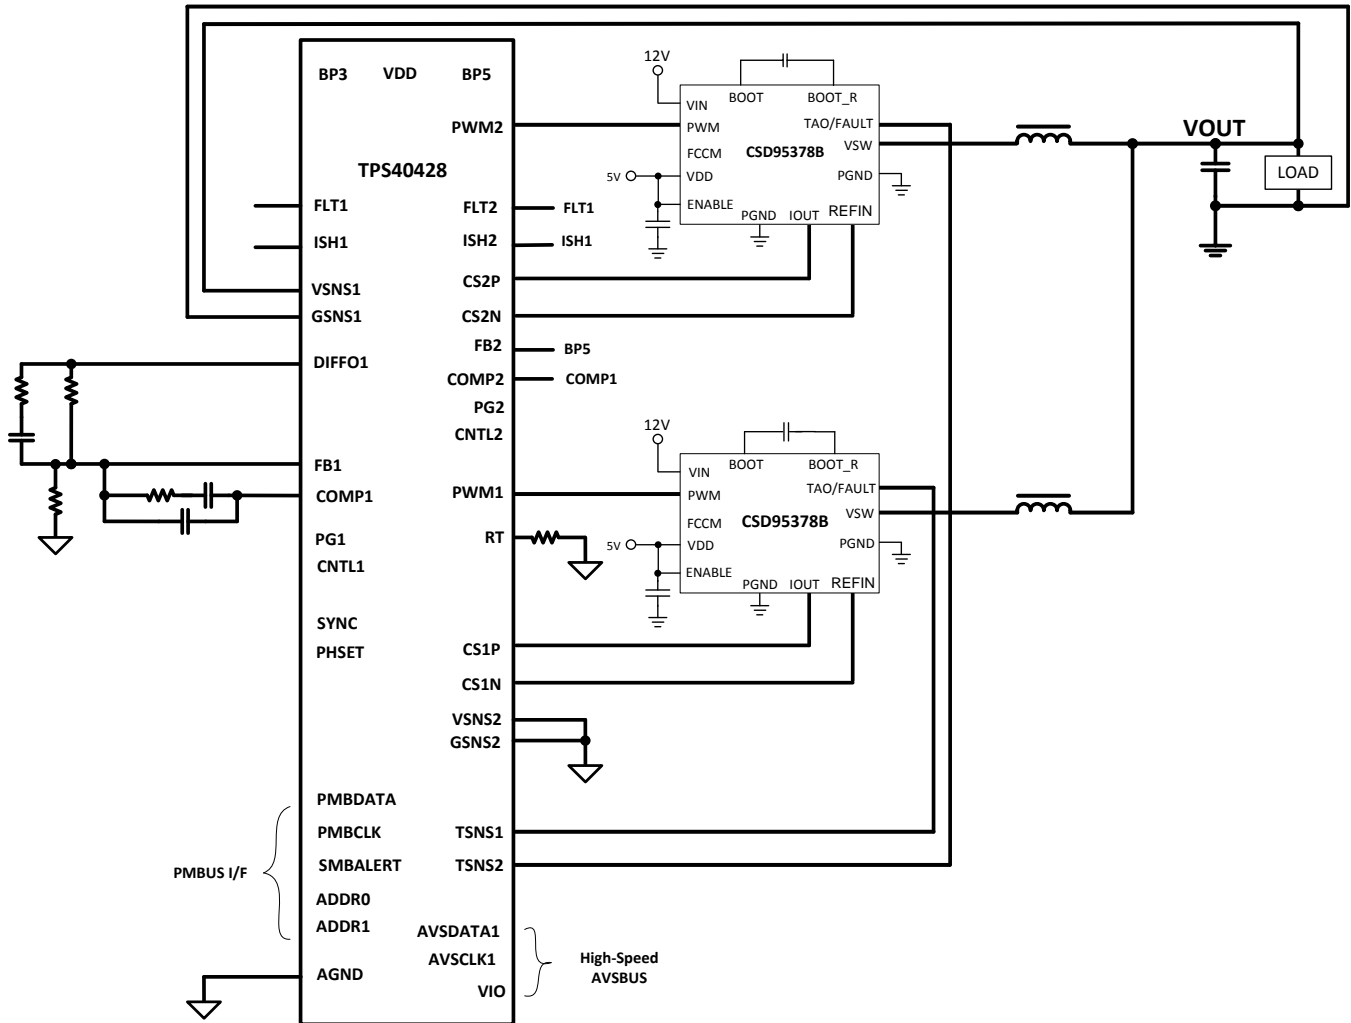 BP3 VDD BP5
TPS40428
FLT1
ISH1
VSNS1
GSNS1
DIFFO1
FB1
COMP1
PG1
CNTL1
SYNC
PHSET
PMBDATA
PMBCLK
SMBALERT
ADDR0
ADDR1
AGND
PMBUS I/F
PWM2
FLT2 FLT1
ISH2 ISH1
CS2P
CS2N
FB2 BP5
COMP2 COMP1
PG2
CNTL2
PWM1
RT
CS1P
CS1N
VSNS2
GSNS2
TSNS1
TSNS2
AVSDATA1
AVSCLK1
VIO
High-Speed
AVSBUS
12V
BOOT BOOT_R
VIN
PWM TAO/FAULT
FCCM CSD95378B VSW
5V VDD PGND
ENABLE
PGND IOUT REFIN
12V
BOOT BOOT_R
VIN
PWM TAO/FAULT
FCCM CSD95378B VSW
5V VDD PGND
ENABLE
PGND IOUT REFIN
VOUT
LOAD